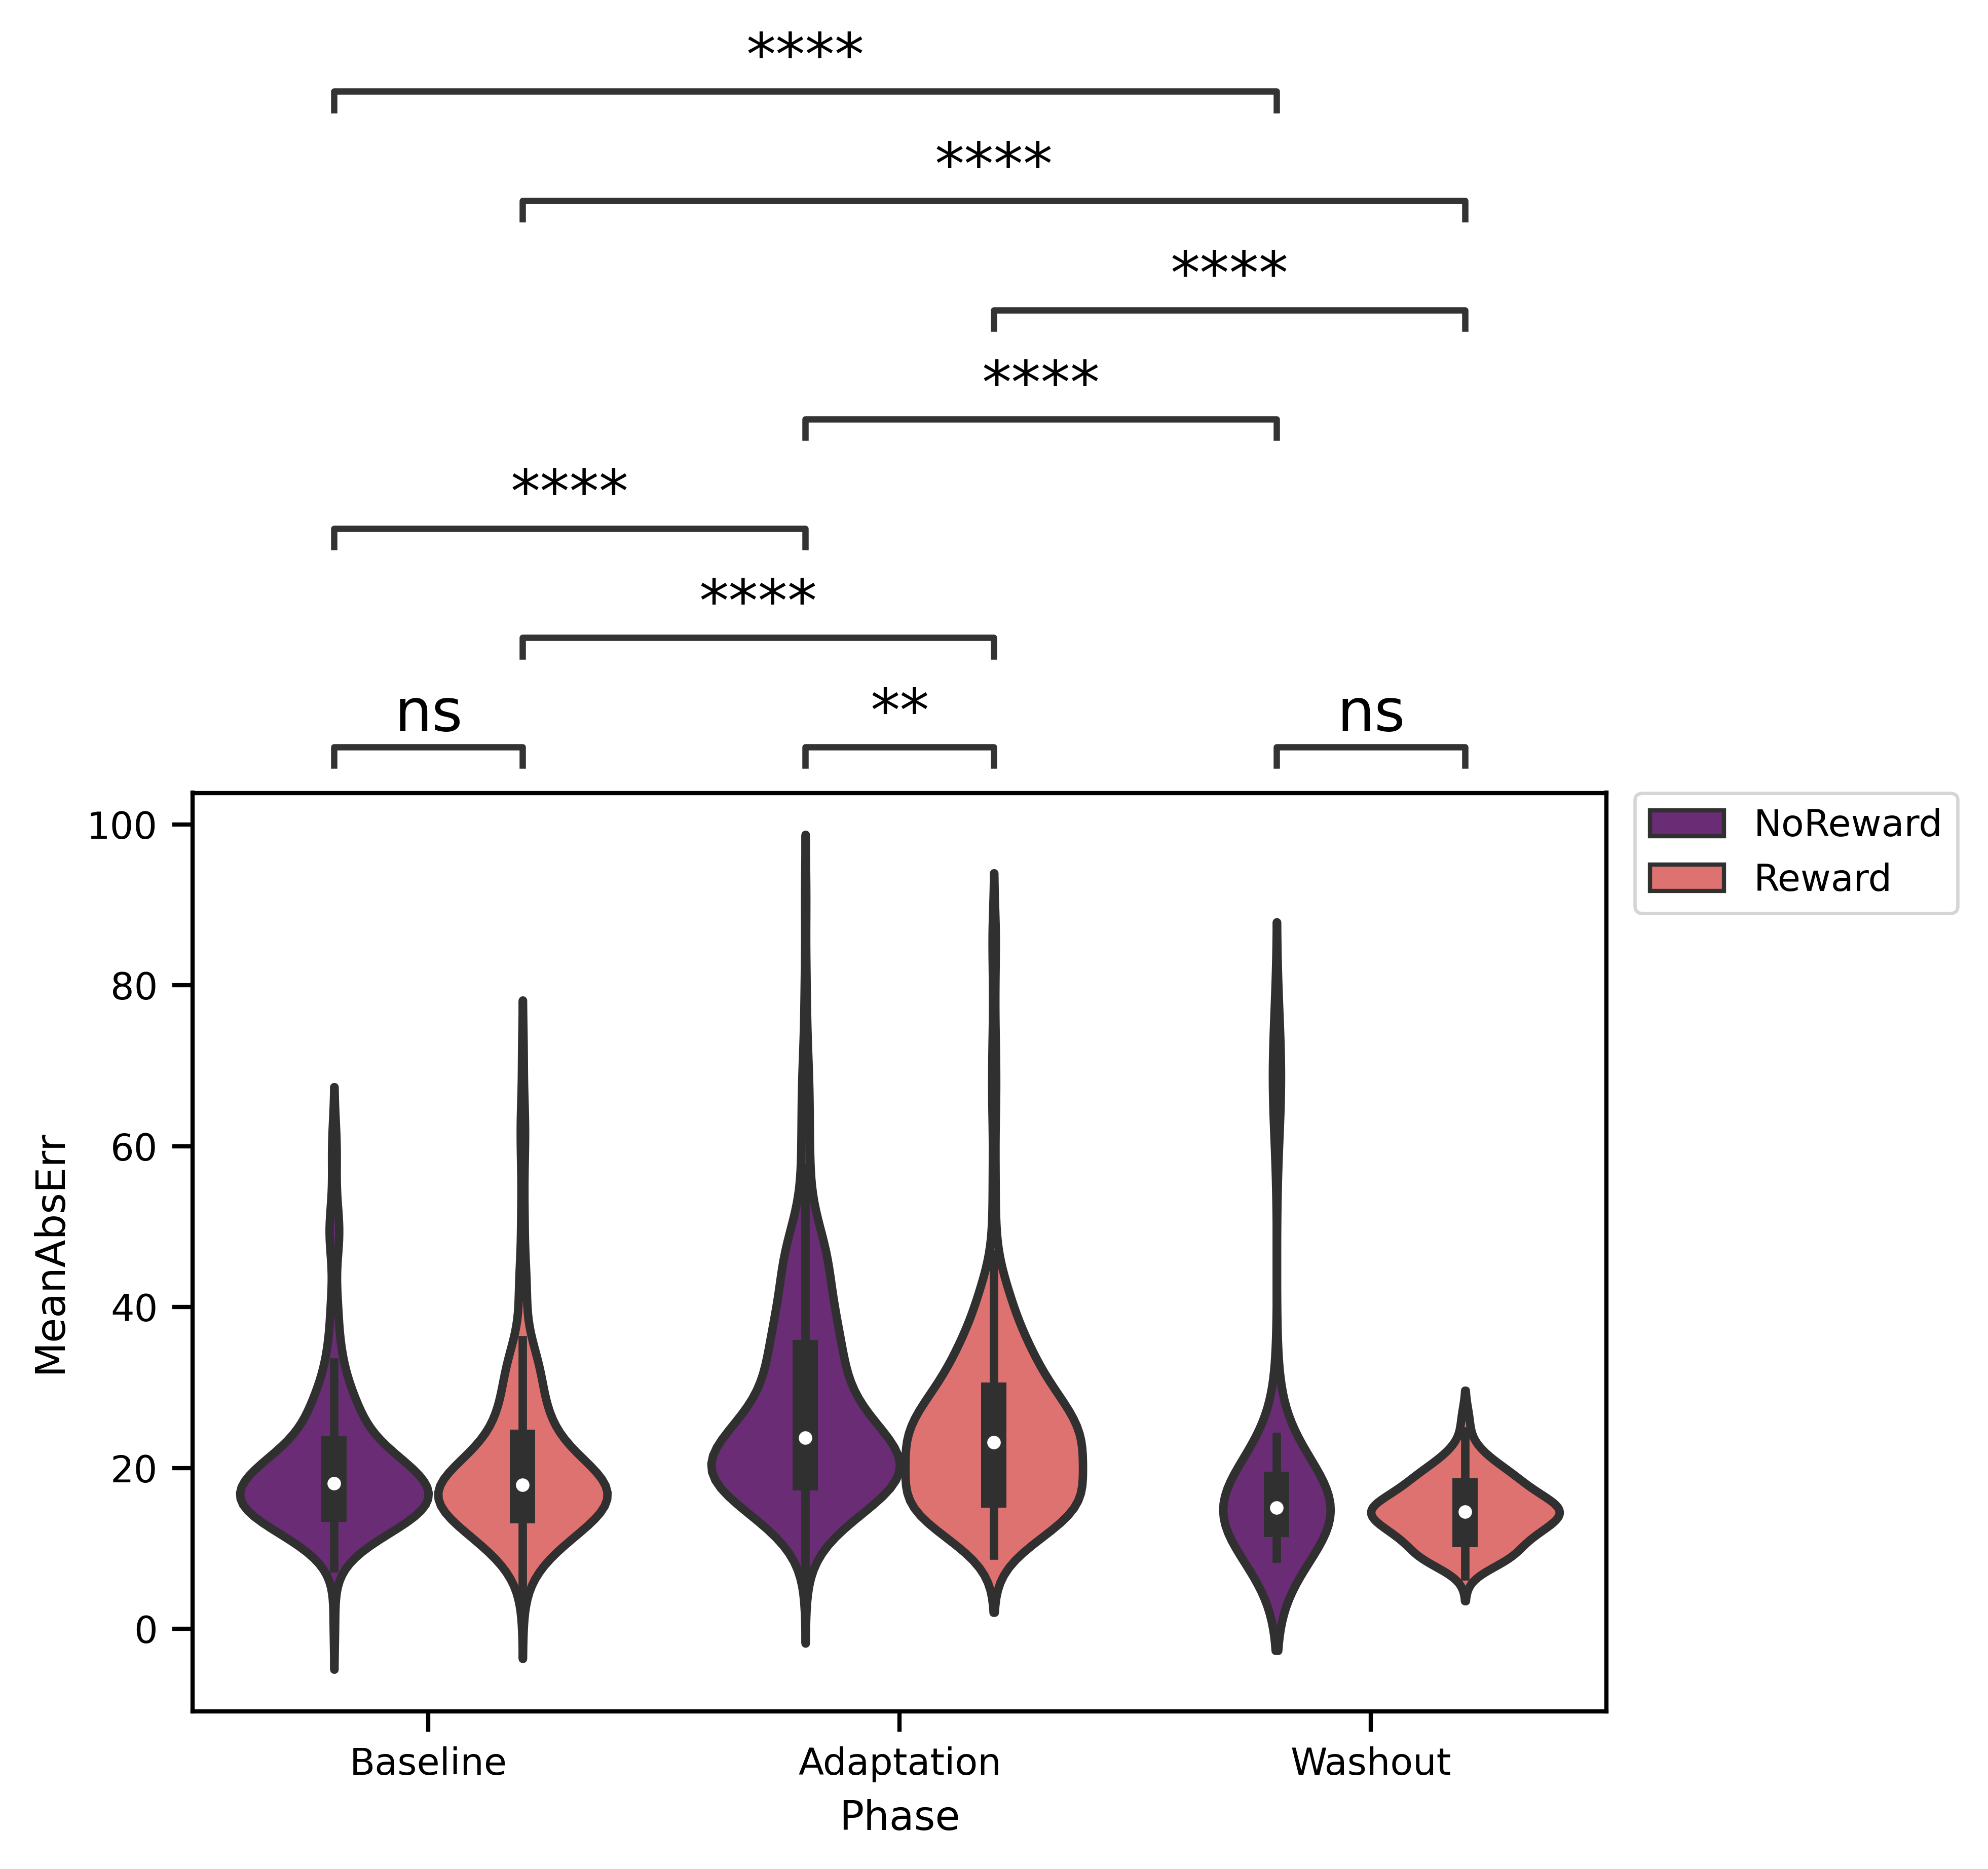 ****
****
****
****
****
****
ns
**
ns
100
80
60
40
20
0
MeanAbsErr
NoReward
Reward
Baseline
Adaptation
Washout
Phase